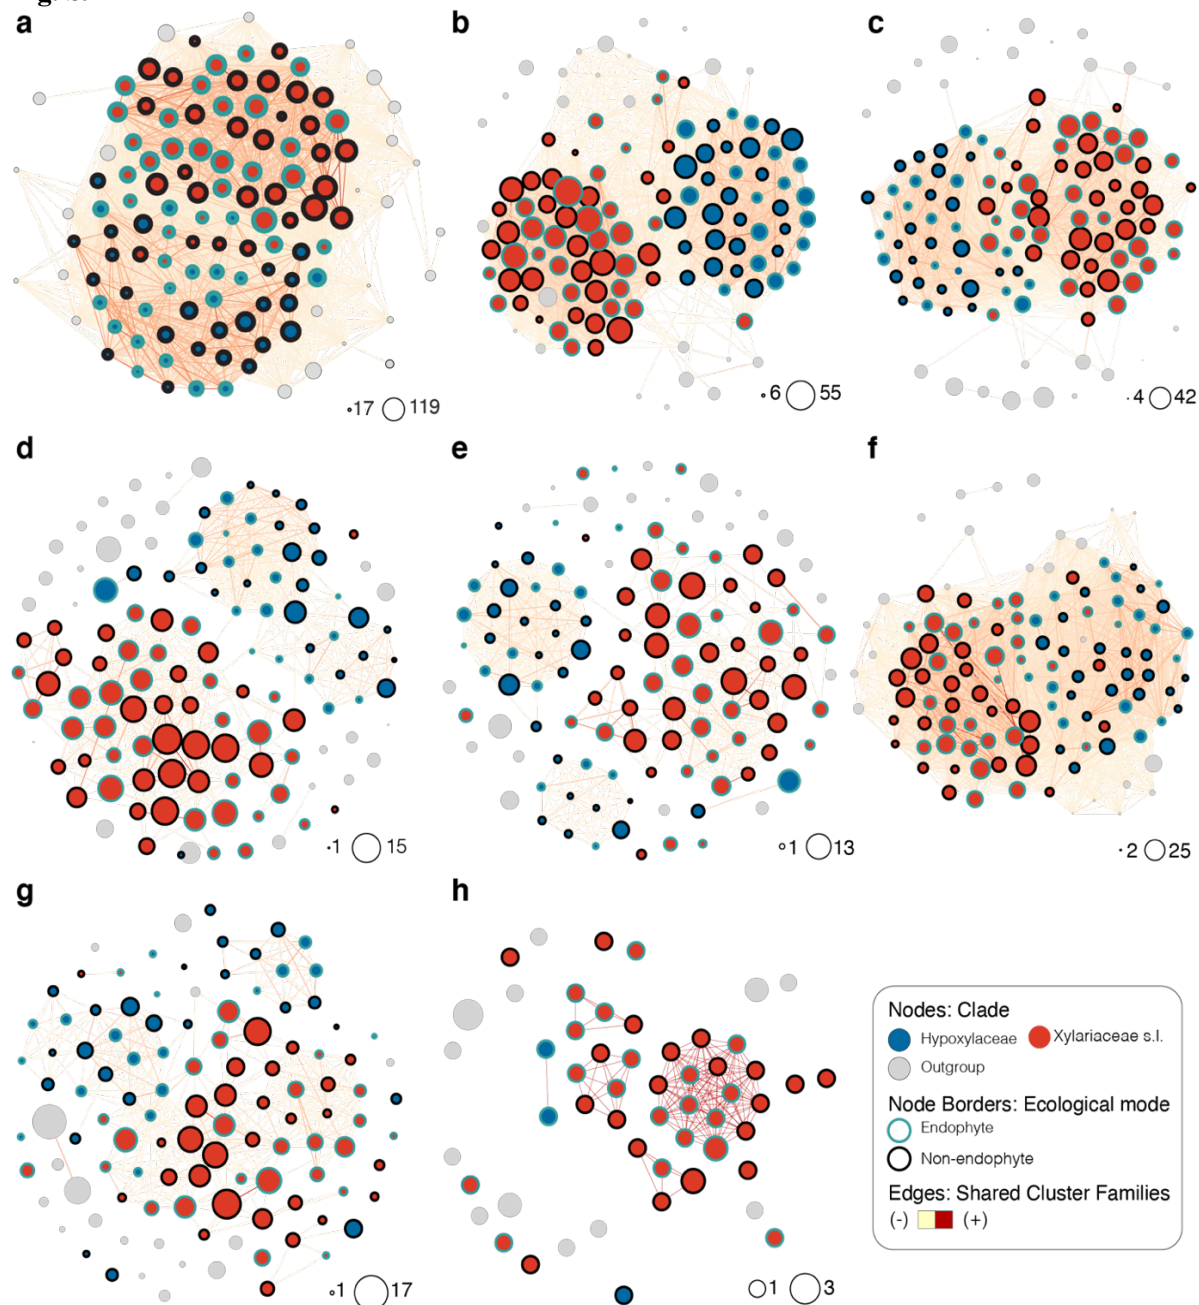 a
b
c
17 119
6 55
4 42
d
e
f
1 15
1 13
2 25
g
h
1 17
1 3
Nodes: Clade
Hypoxylaceae Xylariaceae s.l.
Outgroup
Node Borders: Ecological mode
Endophyte
Non-endophyte
Edges: Shared Cluster Families
(-) (+)